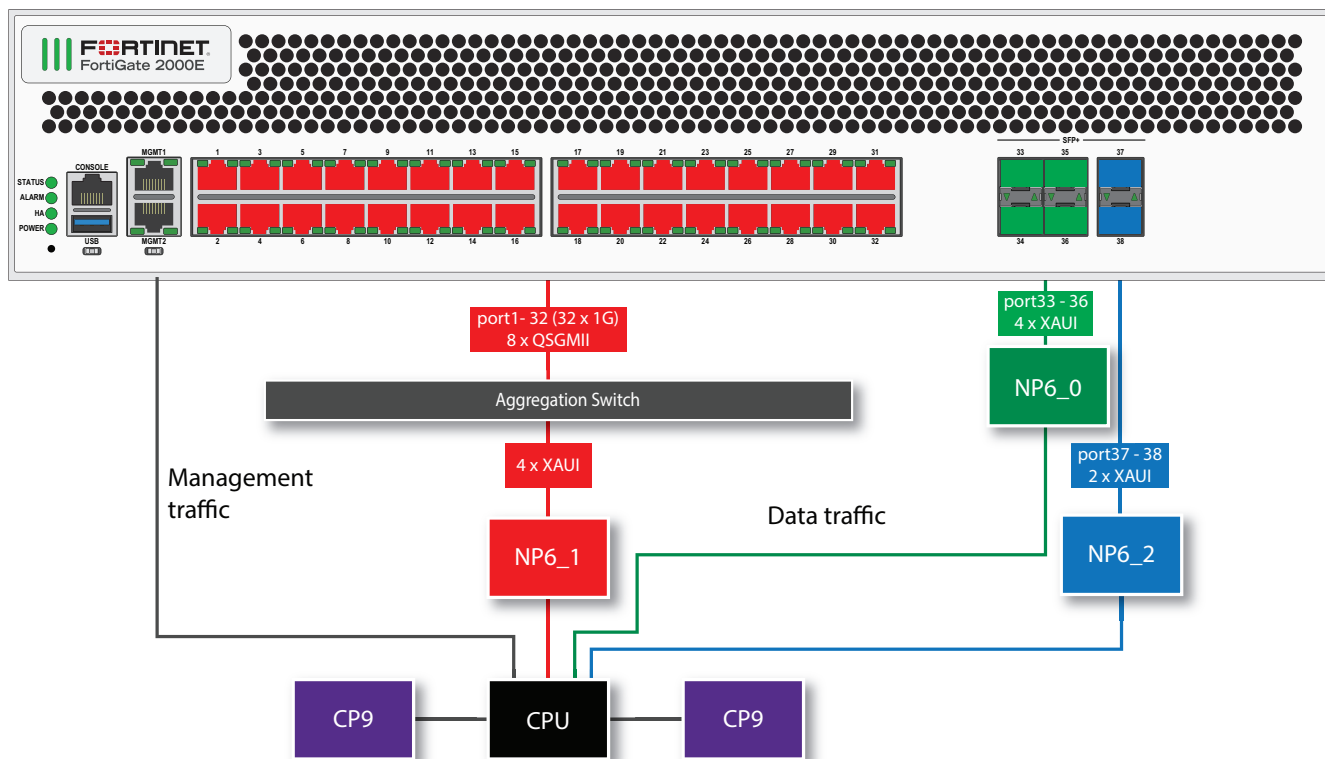 FORTINET
FortiGate 2000E
SFP+
MGMT1
1 3 5 7 9 11 13 15
17 19 21 23 25 27 29 31
33 35 37
CONSOLE
STATUS
ALARM
HA
POWER
USB
MGMT2
2 4 6 8 10 12 14 16
18 20 22 24 26 28 30 32
34 36 38
port1- 32 (32 x 1G)
8 x QSGMII
port33 - 36
4 x XAUI
NP6_0
Aggregation Switch
4 x XAUI
port37 - 38
2 x XAUI
Management
traffic
Data traffic
NP6_1
NP6_2
CP9
CPU
CP9